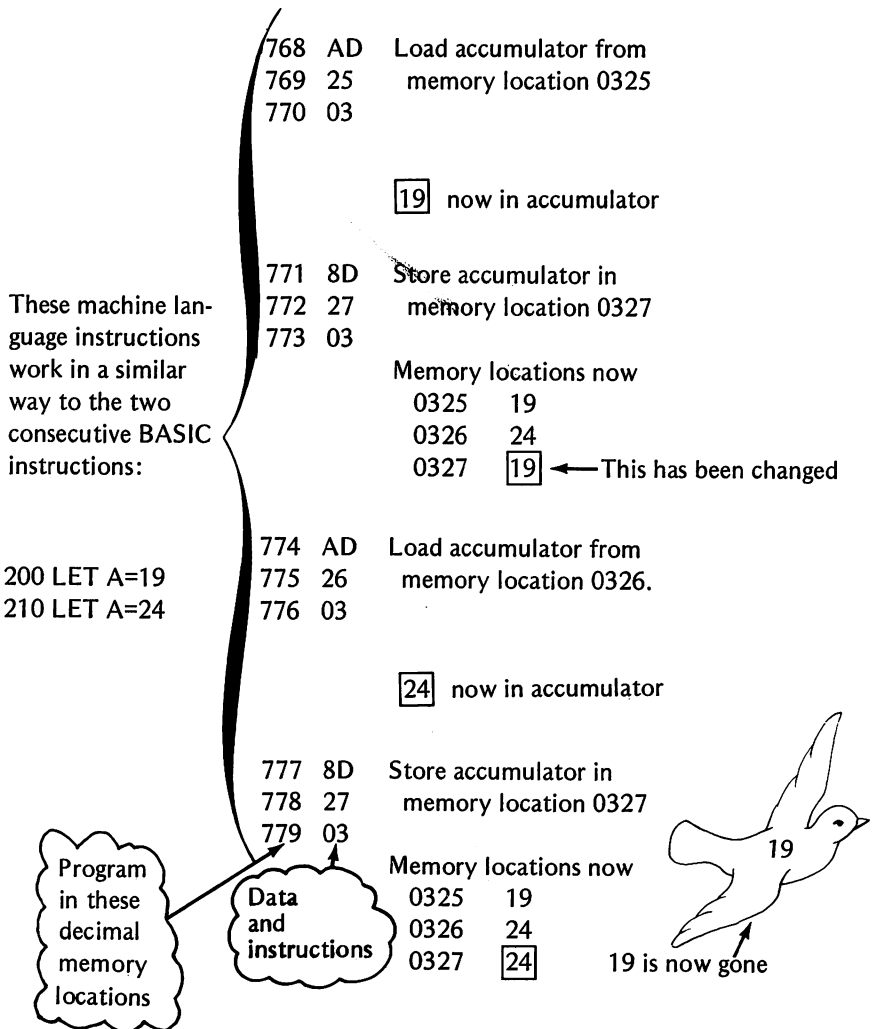 768 AD Load accumulator from
769 25 memory location 0325
770 03
19 now in accumulator
771 8D Store accumulator in
772 27 memory location 0327
773 03
These machine lan-
guage instructions
work in a similar
way to the two
consecutive BASIC
instructions:
200 LET A=19
210 LET A=24
Memory locations now
0325 19
0326 24
0327 19 This has been changed
774 AD Load accumulator from
775 26 memory location 0326.
776 03
24 now in accumulator
777 8D Store accumulator in
778 27 memory location 0327
779 03
Program
in these
decimal
memory
locations
Data
and
instructions
Memory locations now
0325 19
0326 24
0327 24
19
19 is now gone